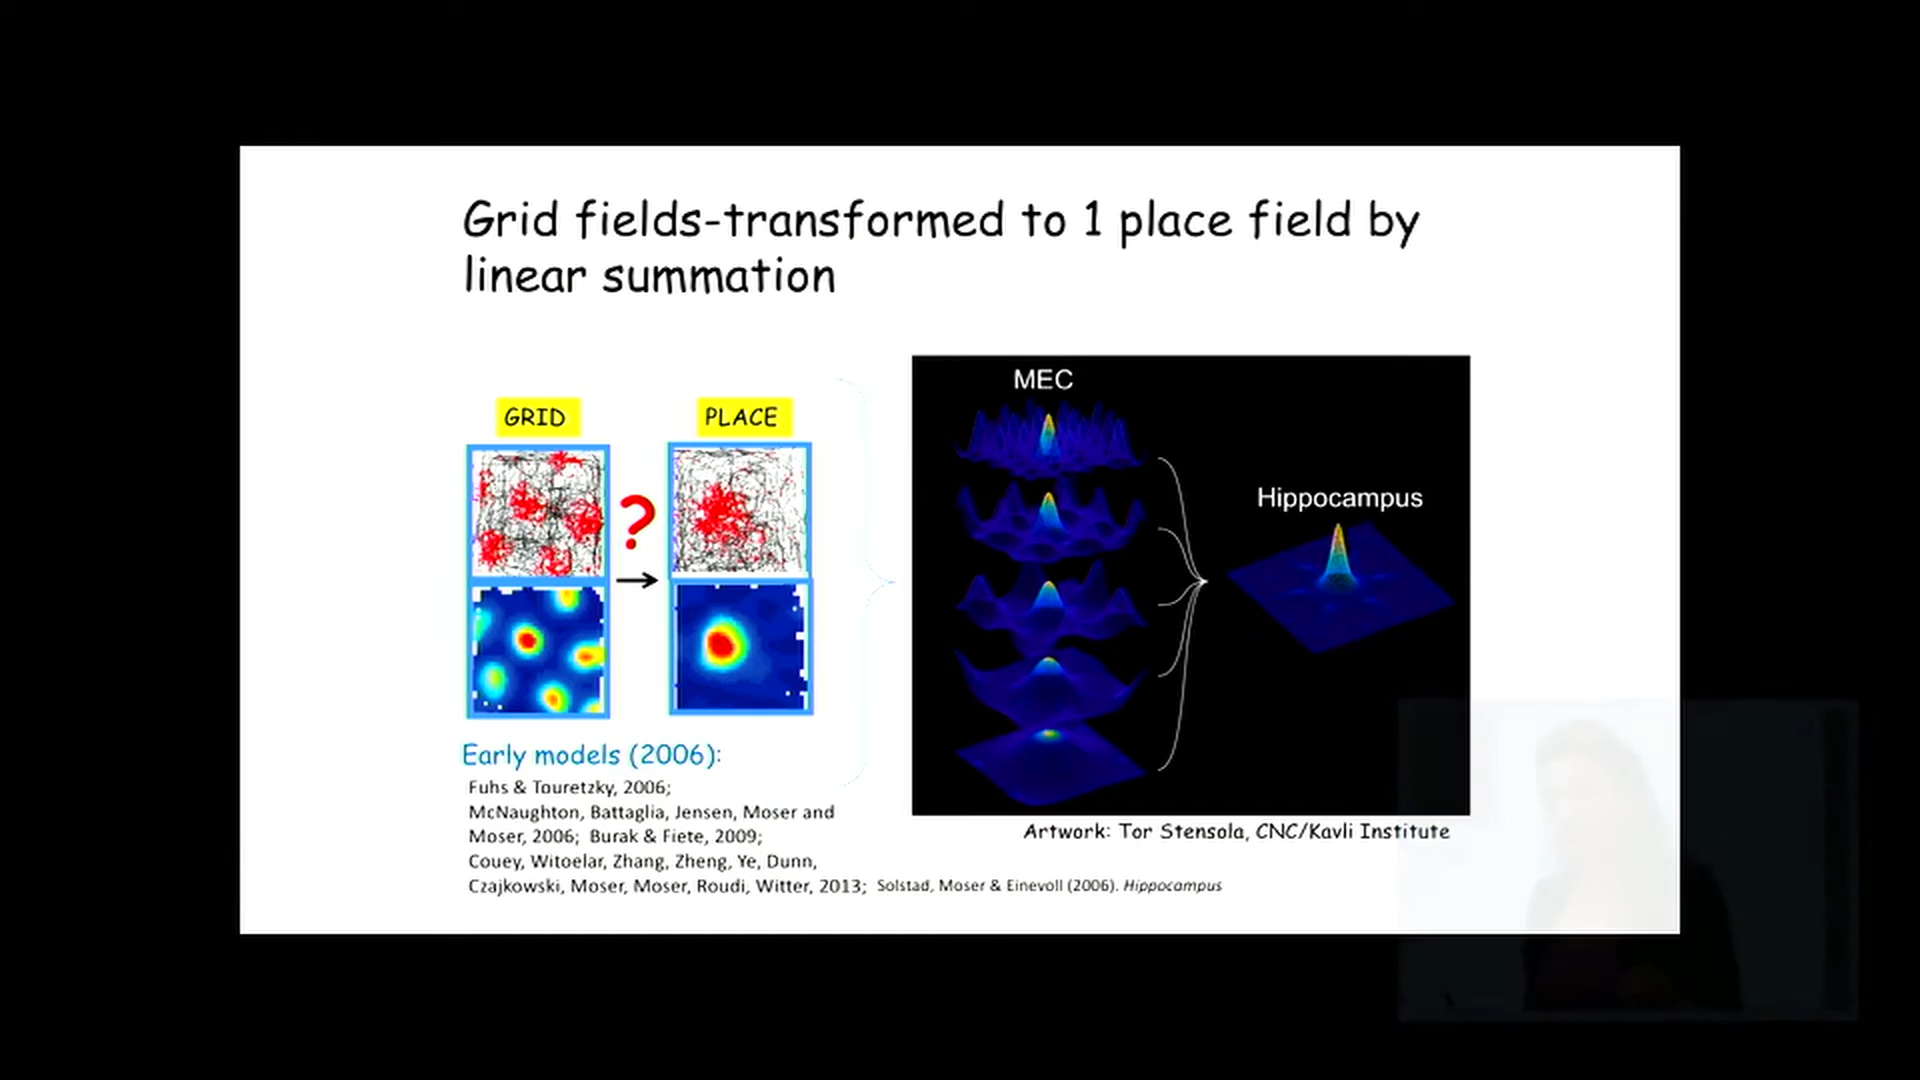 Grid fields-transformed to 1 place field by
linear summation
GRID
PLACE
?
MEC
Hippocampus
Early models (2006):
Fuhs & Touretzky, 2006;
McNaughton, Battaglia, Jensen, Moser and
Moser, 2006; Burak & Fiete, 2009;
Couey, Witoelar, Zhang, Zheng, Ye, Dunn,
Czajkowski, Moser, Moser, Roudi, Witter, 2013; Solstad, Moser & Einevoll (2006). Hippocampus
Artwork: Tor Stensola, CNC/Kavli Institute